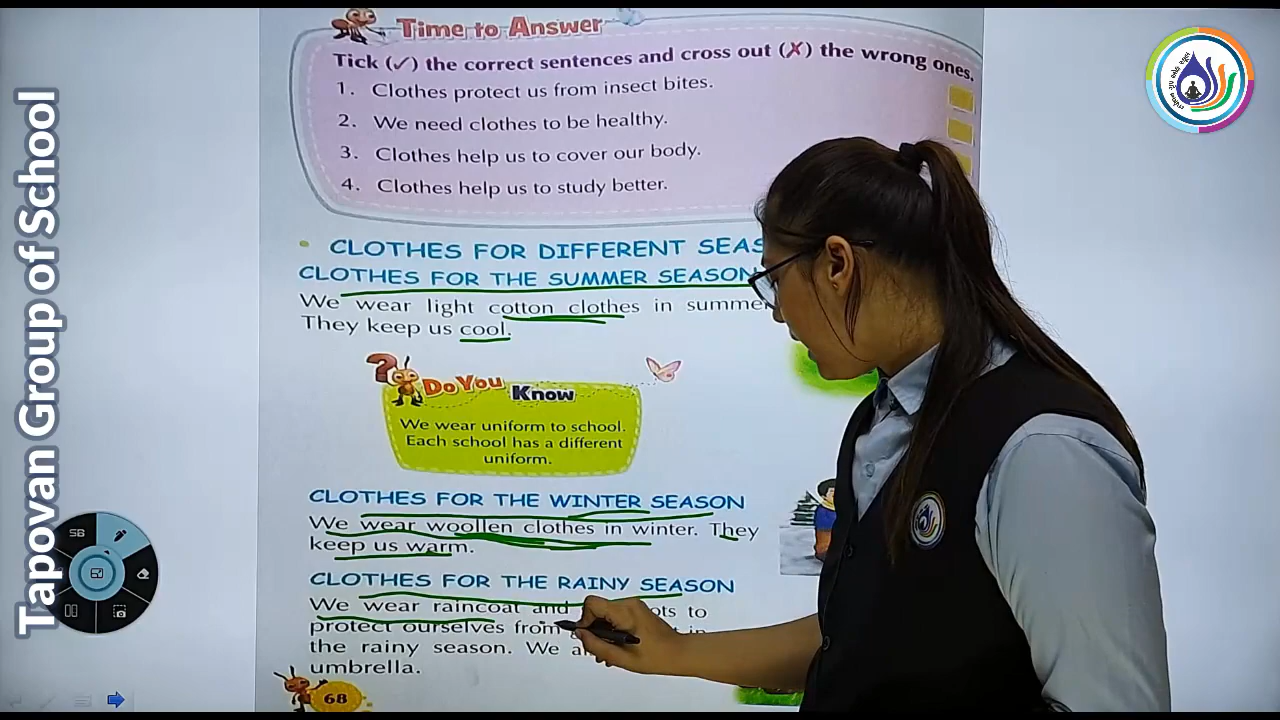 Tapovan Group of School
Time to Answer
Tick (✓) the correct sentences and cross out (✗) the wrong ones.
1. Clothes protect us from insect bites.
2. We need clothes to be healthy.
3. Clothes help us to cover our body.
4. Clothes help us to study better.
CLOTHES FOR DIFFERENT SEAS
CLOTHES FOR THE SUMMER SEASON
We wear light cotton clothes in summer
They keep us cool.
Do You Know
We wear uniform to school.
Each school has a different
uniform.
CLOTHES FOR THE WINTER SEASON
We wear woollen clothes in winter. They
keep us warm.
CLOTHES FOR THE RAINY SEASON
We wear raincoat and ots to
protect ourselves from in
the rainy season. We
umbrella.
68